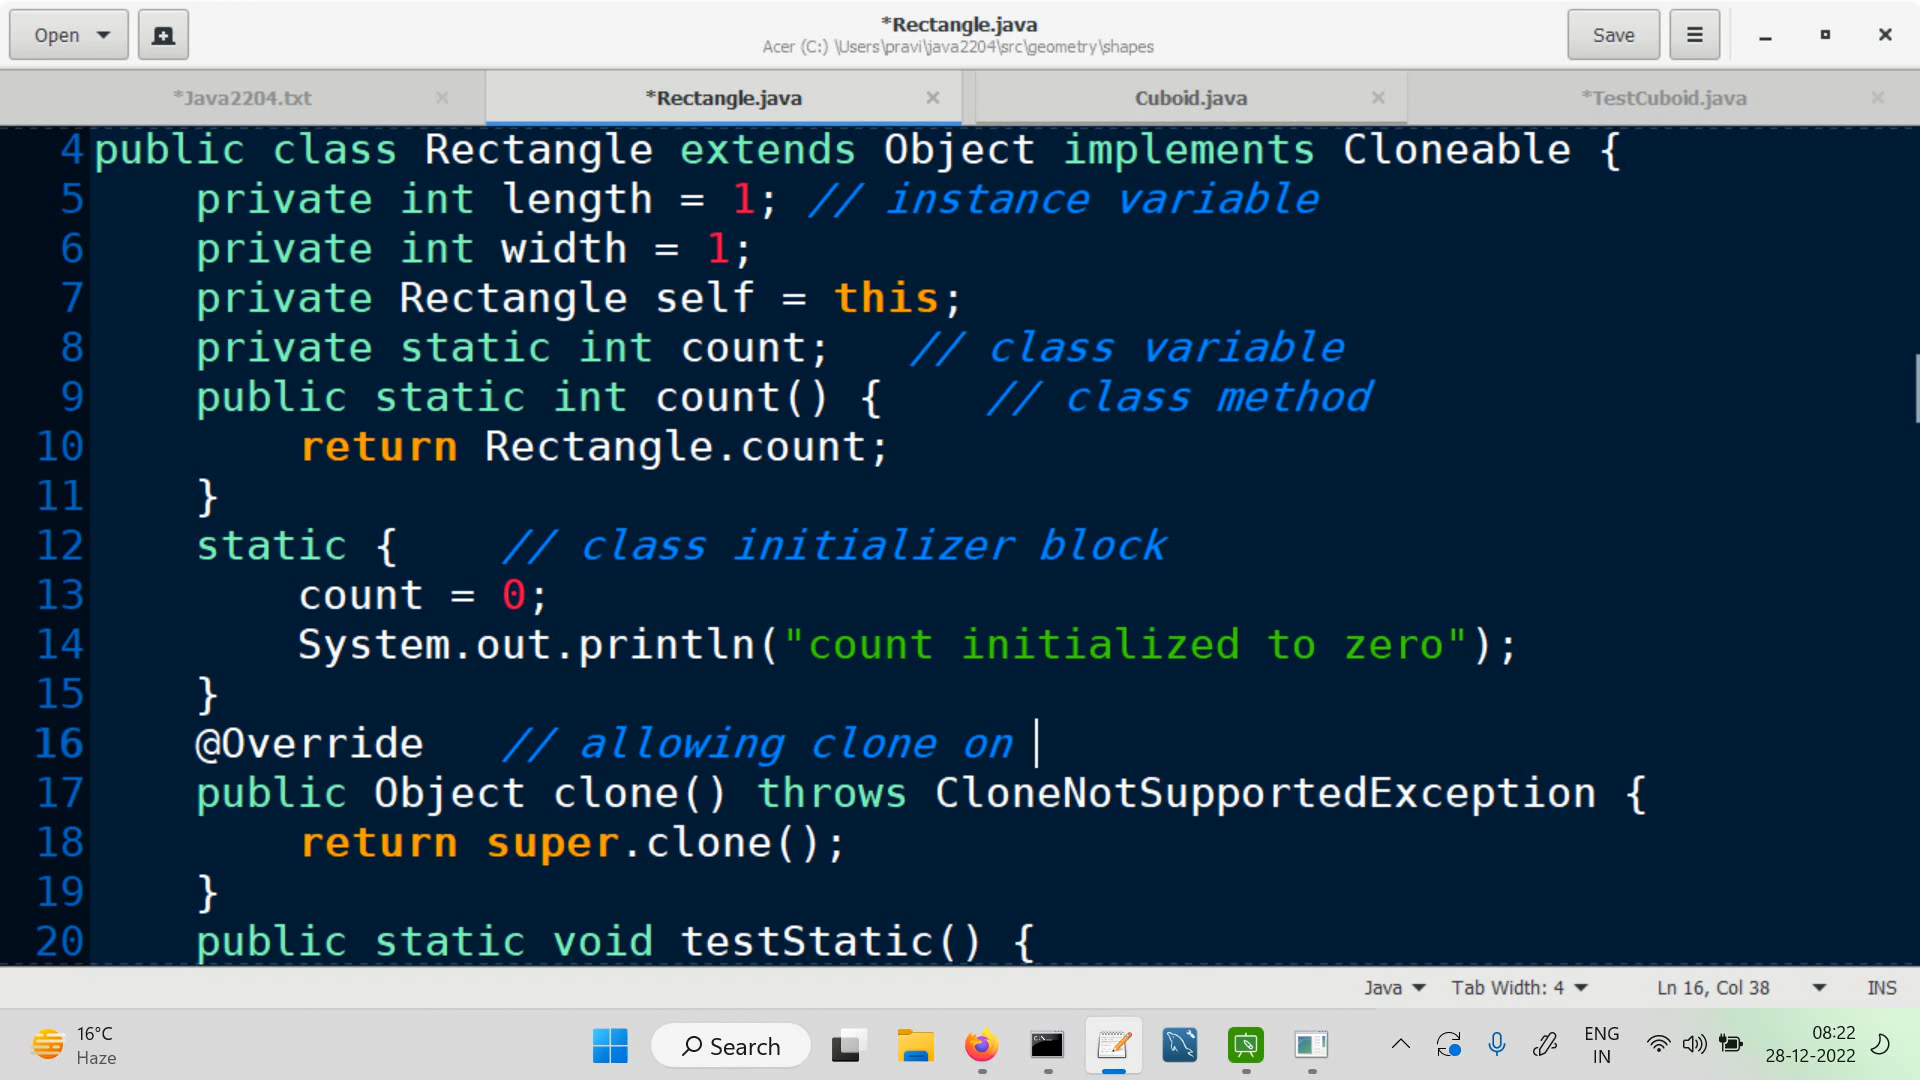 Open
*Rectangle.java
Acer (C:) \Users\pravi\java2204\src\geometry\shapes
Save
*Java2204.txt
*Rectangle.java
Cuboid.java
*TestCuboid.java
4 public class Rectangle extends Object implements Cloneable {
5 private int length = 1; // instance variable
6 private int width = 1;
7 private Rectangle self = this;
8 private static int count; // class variable
9 public static int count() { // class method
10 return Rectangle.count;
11 }
12 static { // class initializer block
13 count = 0;
14 System.out.println("count initialized to zero");
15 }
16 @Override // allowing clone on
17 public Object clone() throws CloneNotSupportedException {
18 return super.clone();
19 }
20 public static void testStatic() {
Java Tab Width: 4 Ln 16, Col 38 INS
16°C
Haze
Search
ENG
IN
08:22
28-12-2022